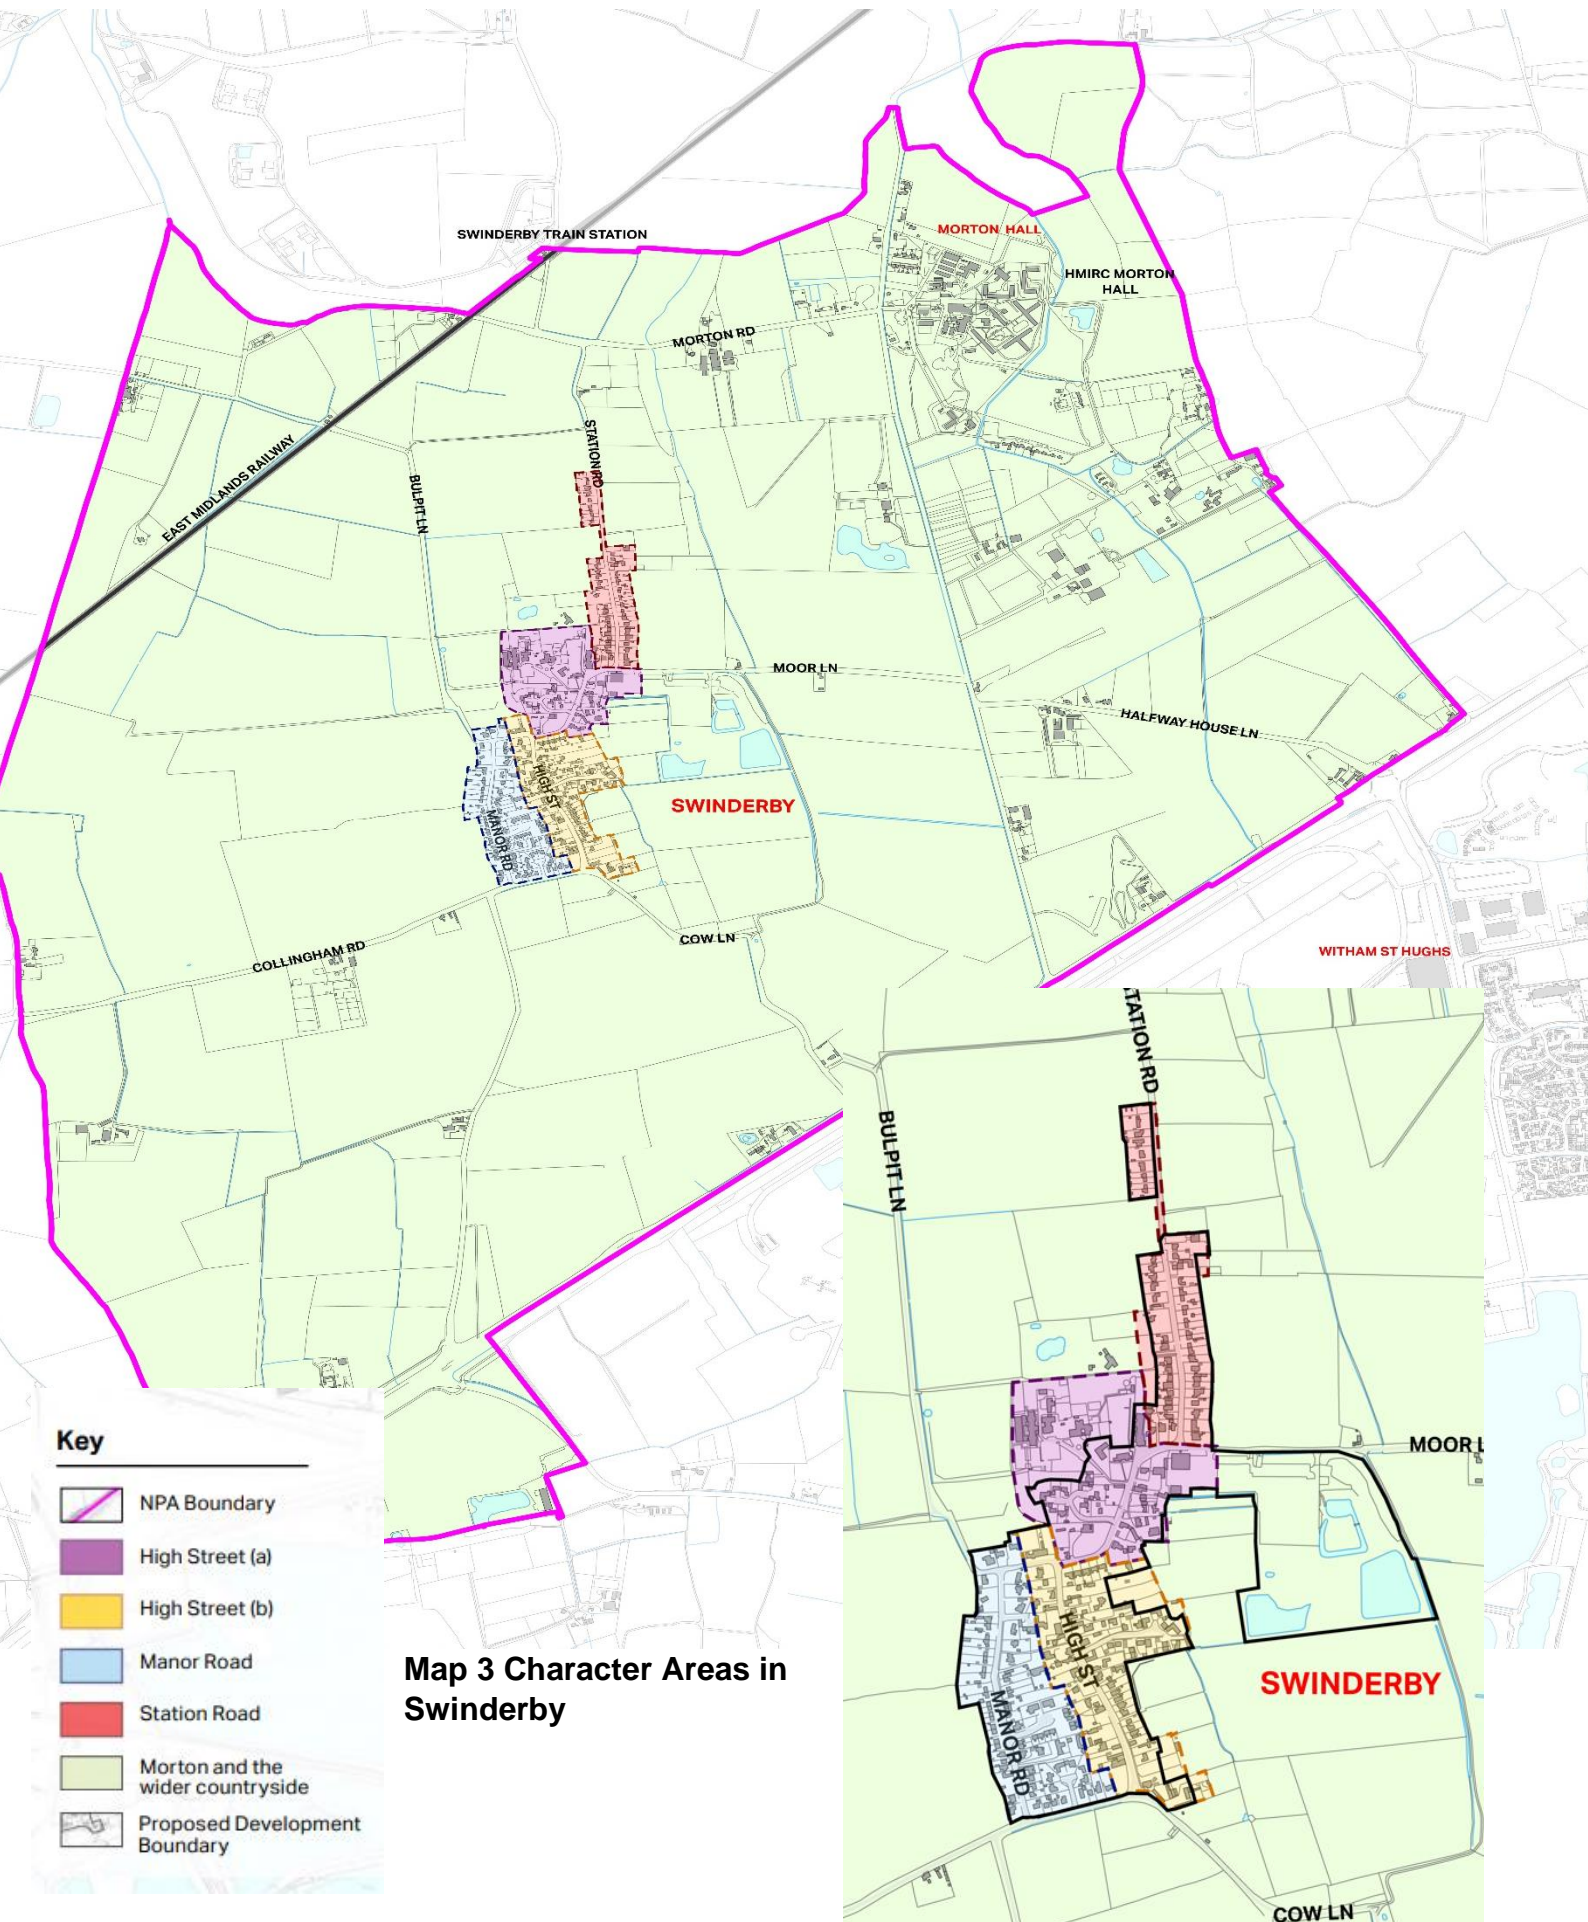 SWINDERBY TRAIN STATION
MORTON HALL
HMIRC MORTON
HALL
MORTON RD
STATION RD
EAST MIDLANDS RAILWAY
BULPIT LN
MOOR LN
HALFWAY HOUSE LN
HIGH ST
SWINDERBY
MANOR RD
COW LN
COLLINGHAM RD
WITHAM ST HUGHS
TATION RD
BULPIT LN
MOOR L
HIGH ST
SWINDERBY
MANOR RD
COW LN
Key
NPA Boundary
High Street (a)
High Street (b)
Manor Road
Station Road
Morton and the
wider countryside
Proposed Development
Boundary
Map 3 Character Areas in
Swinderby